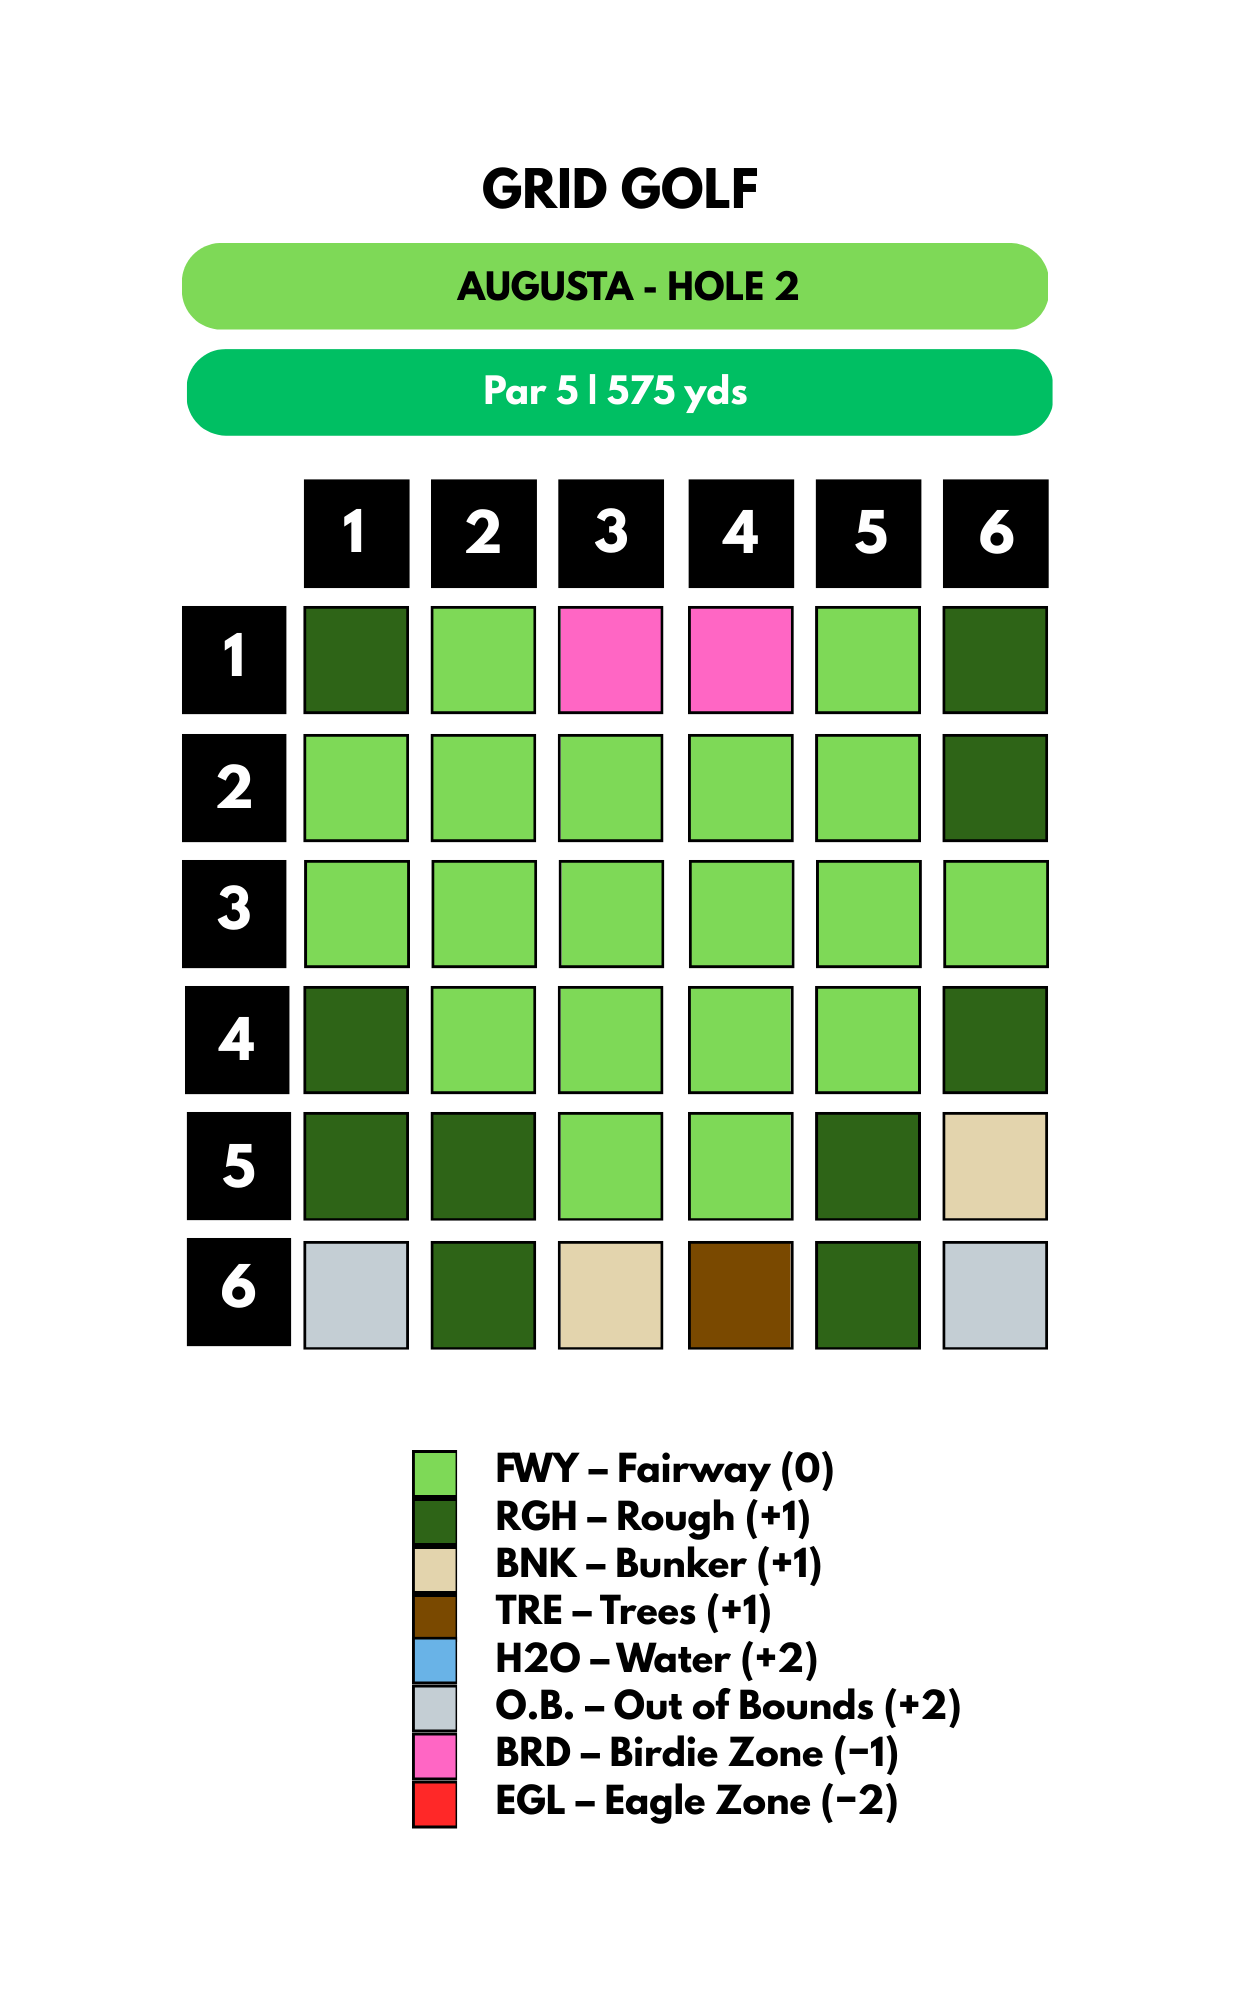 GRID GOLF
AUGUSTA - HOLE 2
Par 5 | 575 yds
1 2 3 4 5 6
1
2
3
4
5
6
FWY – Fairway (0)
RGH – Rough (+1)
BNK – Bunker (+1)
TRE – Trees (+1)
H2O – Water (+2)
O.B. – Out of Bounds (+2)
BRD – Birdie Zone (−1)
EGL – Eagle Zone (−2)